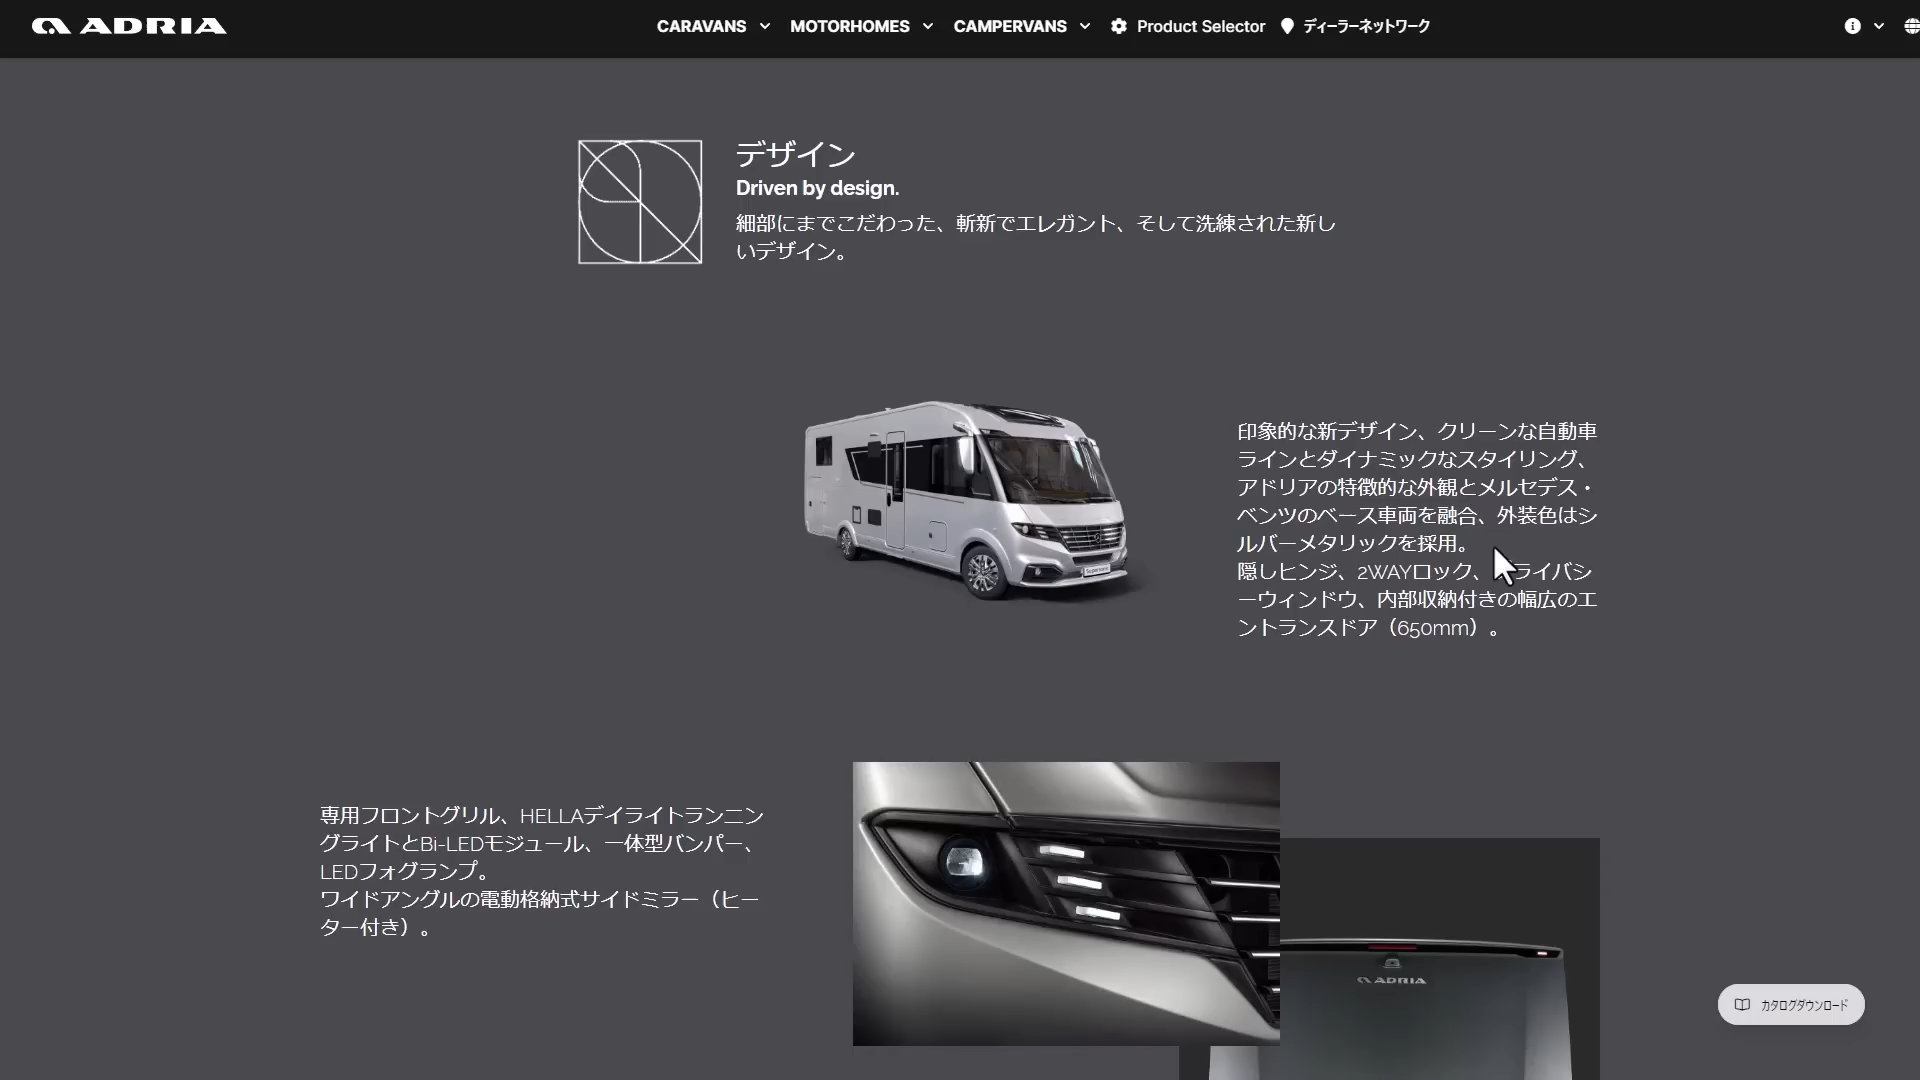 ADRIA
CARAVANS
MOTORHOMES
CAMPERVANS
Product Selector
ディーラーネットワーク
デザイン
Driven by design.
細部にまでこだわった、斬新でエレガント、そして洗練された新し
いデザイン。
印象的な新デザイン、クリーンな自動車
ラインとダイナミックなスタイリング、
アドリアの特徴的な外観とメルセデス・
ベンツのベース車両を融合、外装色はシ
ルバーメタリックを採用。
隠しヒンジ、2WAYロック、 ライバシ
ーウィンドウ、内部収納付きの幅広のエ
ントランスドア（650mm）。
専用フロントグリル、HELLAデイライトランニン
グライトとBi-LEDモジュール、一体型バンパー、
LEDフォグランプ。
ワイドアングルの電動格納式サイドミラー（ヒー
ター付き）。
ADRIA
カタログダウンロード